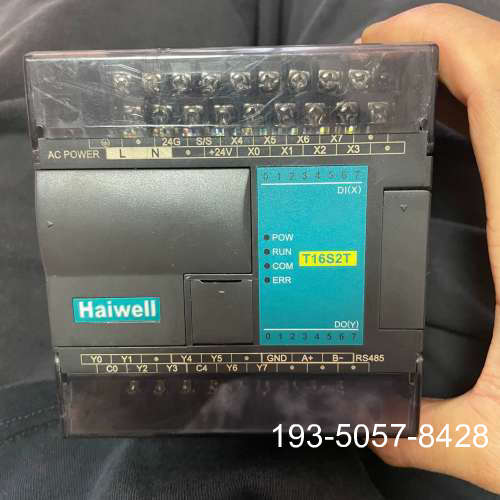 ⏚ • 24G S/S X4 X5 X6 X7 •
AC POWER L N • +24V X0 X1 X2 X3 •
0 1 2 3 4 5 6 7
DI(X)
POW
RUN
COM
ERR
T16S2T
Haiwell
DO(Y)
0 1 2 3 4 5 6 7
Y0 Y1 • Y4 Y5 • GND A+ B- RS485
C0 Y2 Y3 C4 Y6 Y7 • • •
193-5057-8428